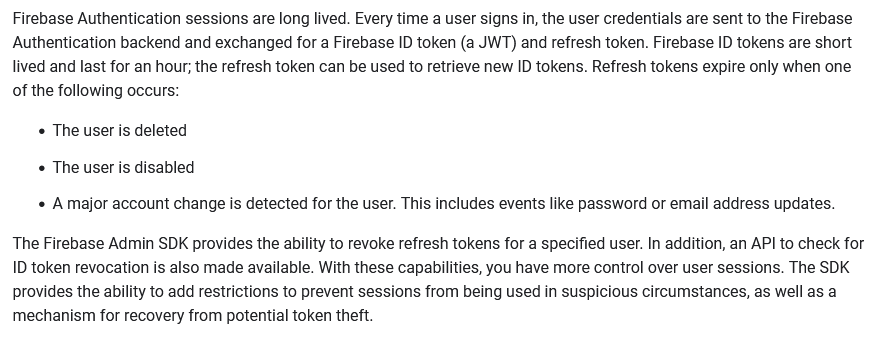 Firebase Authentication sessions are long lived. Every time a user signs in, the user credentials are sent to the Firebase
Authentication backend and exchanged for a Firebase ID token (a JWT) and refresh token. Firebase ID tokens are short
lived and last for an hour; the refresh token can be used to retrieve new ID tokens. Refresh tokens expire only when one
of the following occurs:
• The user is deleted
• The user is disabled
• A major account change is detected for the user. This includes events like password or email address updates.
The Firebase Admin SDK provides the ability to revoke refresh tokens for a specified user. In addition, an API to check for
ID token revocation is also made available. With these capabilities, you have more control over user sessions. The SDK
provides the ability to add restrictions to prevent sessions from being used in suspicious circumstances, as well as a
mechanism for recovery from potential token theft.